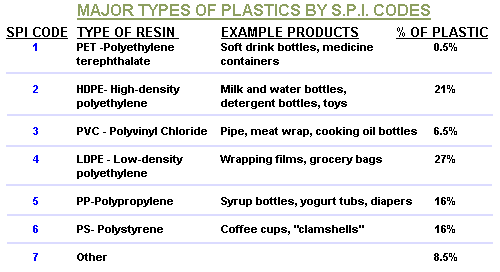 MAJOR TYPES OF PLASTICS BY S.P.I. CODES
SPI CODE TYPE OF RESIN EXAMPLE PRODUCTS % OF PLASTIC
1 PET -Polyethylene Soft drink bottles, medicine 0.5%
terephthalate containers
2 HDPE- High-density Milk and water bottles, 21%
polyethylene detergent bottles, toys
3 PVC - Polyvinyl Chloride Pipe, meat wrap, cooking oil bottles 6.5%
4 LDPE - Low-density Wrapping films, grocery bags 27%
polyethylene
5 PP-Polypropylene Syrup bottles, yogurt tubs, diapers 16%
6 PS- Polystyrene Coffee cups, "clamshells" 16%
7 Other 8.5%